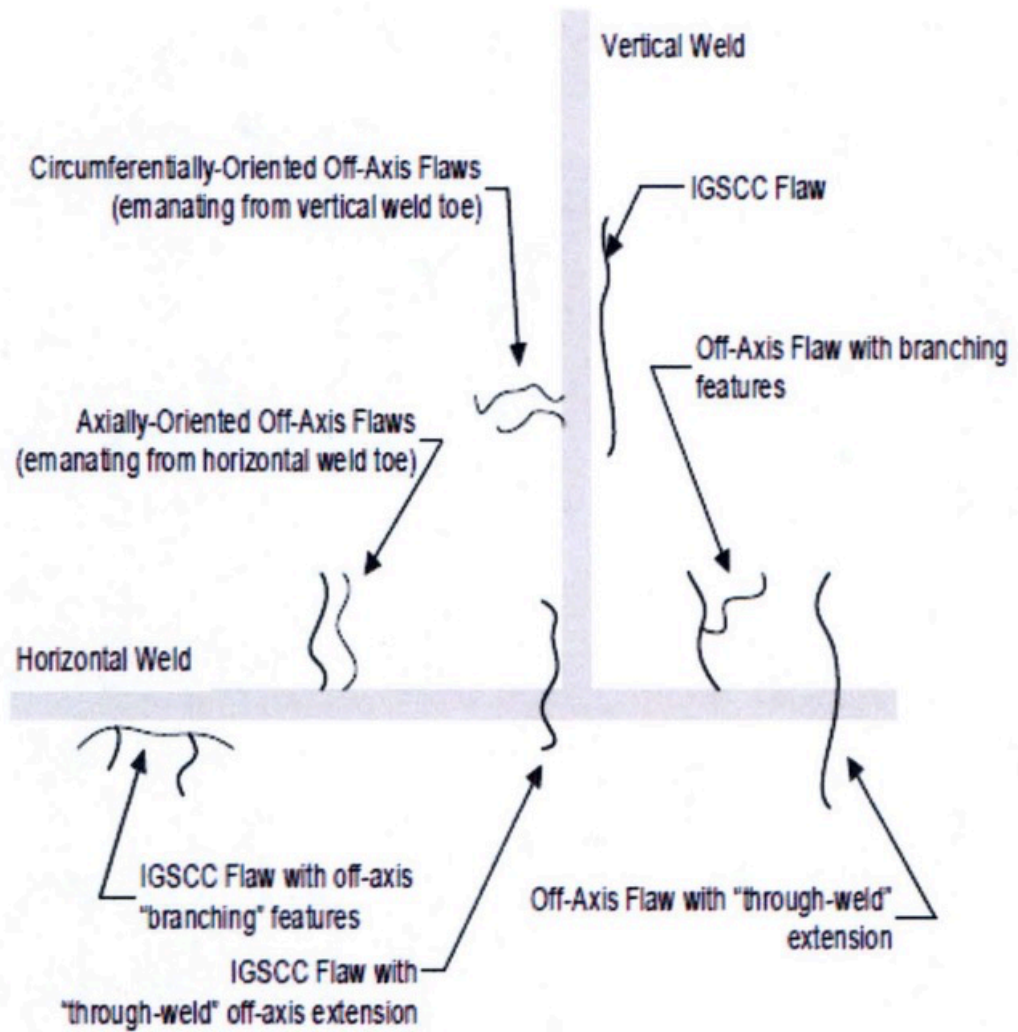 Vertical Weld
Circumferentially-Oriented Off-Axis Flaws
(emanating from vertical weld toe)
IGSCC Flaw
Off-Axis Flaw with branching
features
Axially-Oriented Off-Axis Flaws
(emanating from horizontal weld toe)
Horizontal Weld
IGSCC Flaw with off-axis
"branching" features
Off-Axis Flaw with "through-weld"
extension
IGSCC Flaw with
"through-weld" off-axis extension